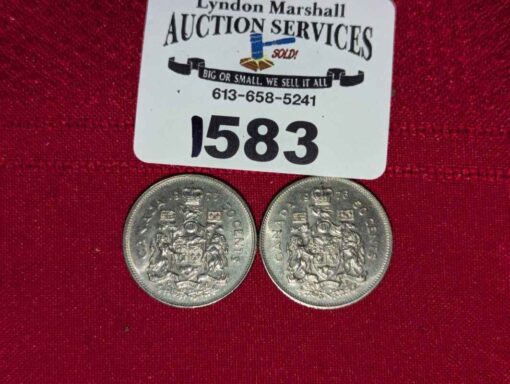 Lyndon Marshall
AUCTION SERVICES
SOLD!
BIG OR SMALL, WE SELL IT ALL
613-658-5241
1583
CANADA 50 CENTS
CANADA 50 CENTS